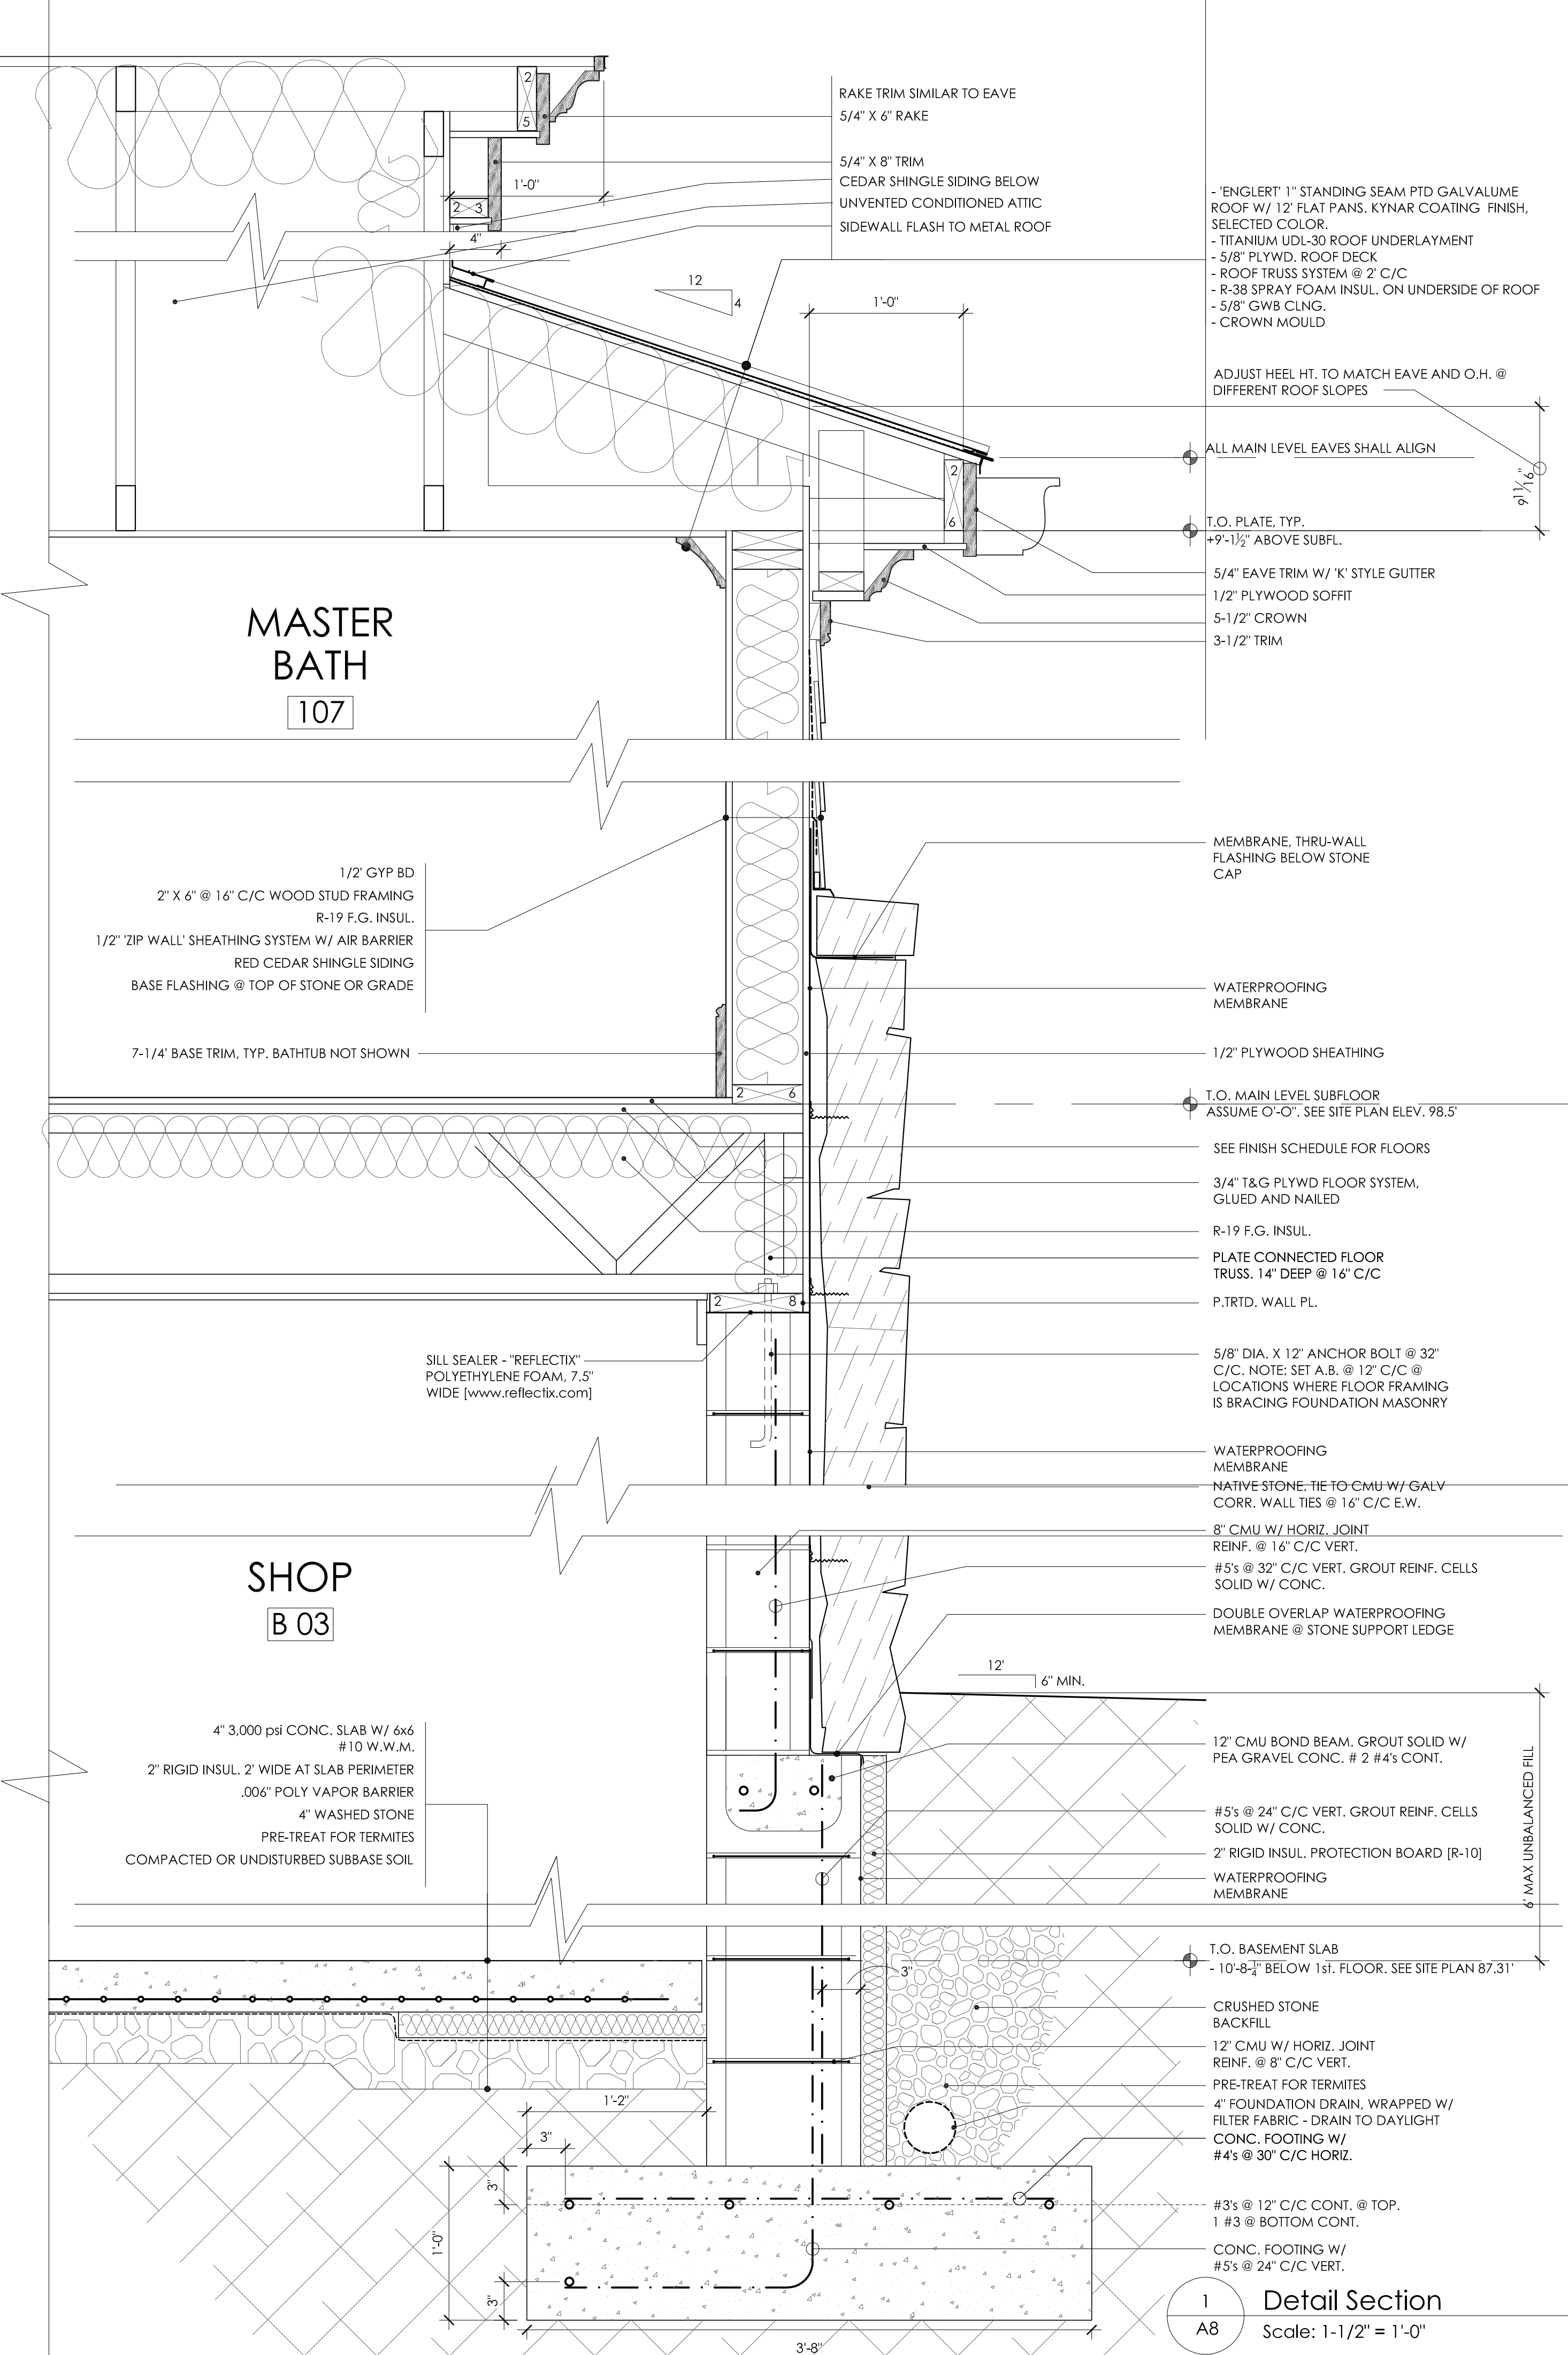 RAKE TRIM SIMILAR TO EAVE
5/4" X 6" RAKE
5/4" X 8" TRIM
CEDAR SHINGLE SIDING BELOW
UNVENTED CONDITIONED ATTIC
SIDEWALL FLASH TO METAL ROOF
2
5
1'-0"
2 3
4"
12
4
1'-0"
- 'ENGLERT' 1" STANDING SEAM PTD GALVALUME
ROOF W/ 12' FLAT PANS. KYNAR COATING FINISH,
SELECTED COLOR.
- TITANIUM UDL-30 ROOF UNDERLAYMENT
- 5/8" PLYWD. ROOF DECK
- ROOF TRUSS SYSTEM @ 2' C/C
- R-38 SPRAY FOAM INSUL. ON UNDERSIDE OF ROOF
- 5/8" GWB CLNG.
- CROWN MOULD
ADJUST HEEL HT. TO MATCH EAVE AND O.H. @
DIFFERENT ROOF SLOPES
ALL MAIN LEVEL EAVES SHALL ALIGN
9 11/16"
2
6
T.O. PLATE, TYP.
+9'-1½" ABOVE SUBFL.
5/4" EAVE TRIM W/ 'K' STYLE GUTTER
1/2" PLYWOOD SOFFIT
5-1/2" CROWN
3-1/2" TRIM
MASTER
BATH
107
1/2' GYP BD
2" X 6" @ 16" C/C WOOD STUD FRAMING
R-19 F.G. INSUL.
1/2" 'ZIP WALL' SHEATHING SYSTEM W/ AIR BARRIER
RED CEDAR SHINGLE SIDING
BASE FLASHING @ TOP OF STONE OR GRADE
7-1/4' BASE TRIM, TYP. BATHTUB NOT SHOWN
MEMBRANE, THRU-WALL
FLASHING BELOW STONE
CAP
WATERPROOFING
MEMBRANE
1/2" PLYWOOD SHEATHING
2 6
T.O. MAIN LEVEL SUBFLOOR
ASSUME O'-O". SEE SITE PLAN ELEV. 98.5'
SEE FINISH SCHEDULE FOR FLOORS
3/4" T&G PLYWD FLOOR SYSTEM,
GLUED AND NAILED
R-19 F.G. INSUL.
PLATE CONNECTED FLOOR
TRUSS. 14" DEEP @ 16" C/C
2 8
P.TRTD. WALL PL.
SILL SEALER - "REFLECTIX"
POLYETHYLENE FOAM, 7.5"
WIDE [www.reflectix.com]
5/8" DIA. X 12" ANCHOR BOLT @ 32"
C/C. NOTE: SET A.B. @ 12" C/C @
LOCATIONS WHERE FLOOR FRAMING
IS BRACING FOUNDATION MASONRY
WATERPROOFING
MEMBRANE
NATIVE STONE. TIE TO CMU W/ GALV
CORR. WALL TIES @ 16" C/C E.W.
8" CMU W/ HORIZ. JOINT
REINF. @ 16" C/C VERT.
#5's @ 32" C/C VERT. GROUT REINF. CELLS
SOLID W/ CONC.
DOUBLE OVERLAP WATERPROOFING
MEMBRANE @ STONE SUPPORT LEDGE
SHOP
B 03
12'
6" MIN.
4" 3,000 psi CONC. SLAB W/ 6x6
#10 W.W.M.
2" RIGID INSUL. 2' WIDE AT SLAB PERIMETER
.006" POLY VAPOR BARRIER
4" WASHED STONE
PRE-TREAT FOR TERMITES
COMPACTED OR UNDISTURBED SUBBASE SOIL
12" CMU BOND BEAM. GROUT SOLID W/
PEA GRAVEL CONC. # 2 #4's CONT.
#5's @ 24" C/C VERT. GROUT REINF. CELLS
SOLID W/ CONC.
2" RIGID INSUL. PROTECTION BOARD [R-10]
WATERPROOFING
MEMBRANE
6' MAX UNBALANCED FILL
T.O. BASEMENT SLAB
- 10'-8-¼" BELOW 1st. FLOOR. SEE SITE PLAN 87.31'
3"
CRUSHED STONE
BACKFILL
12" CMU W/ HORIZ. JOINT
REINF. @ 8" C/C VERT.
PRE-TREAT FOR TERMITES
4" FOUNDATION DRAIN, WRAPPED W/
FILTER FABRIC - DRAIN TO DAYLIGHT
CONC. FOOTING W/
#4's @ 30" C/C HORIZ.
1'-2"
3"
3"
1'-0"
3"
3'-8"
#3's @ 12" C/C CONT. @ TOP.
1 #3 @ BOTTOM CONT.
CONC. FOOTING W/
#5's @ 24" C/C VERT.
1
A8
Detail Section
Scale: 1-1/2" = 1'-0"